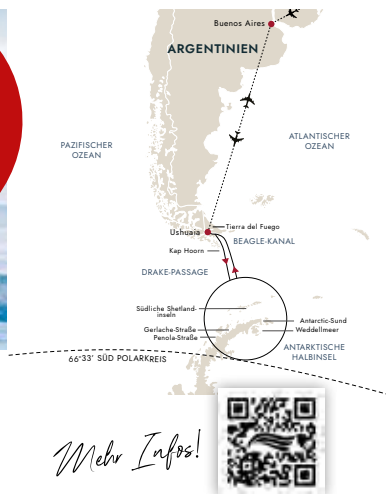 Buenos Aires
ARGENTINIEN
PAZIFISCHER
OZEAN
ATLANTISCHER
OZEAN
Tierra del Fuego
Ushuaia
BEAGLE-KANAL
Kap Hoorn
DRAKE-PASSAGE
Südliche Shetland-
inseln
Antarctic-Sund
Gerlache-Straße
Weddellmeer
Penola-Straße
ANTARKTISCHE
HALBINSEL
66°33' SÜD POLARKREIS
Mehr Infos!